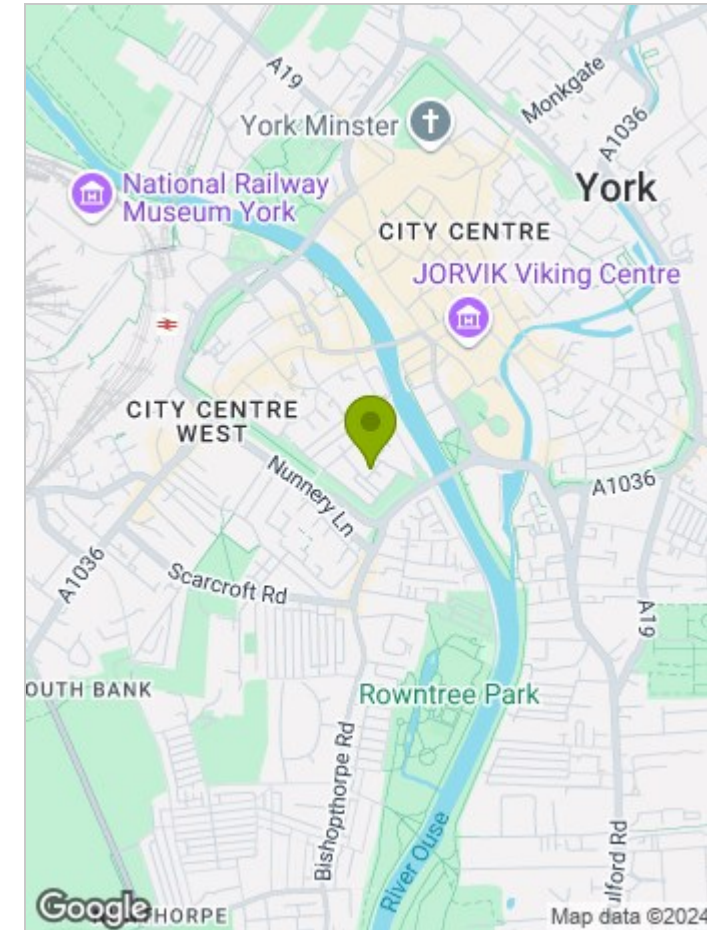 A19
Monkgate
A1036
York Minster
National Railway
Museum York
York
CITY CENTRE
JORVIK Viking Centre
CITY CENTRE
WEST
Nunnery Ln
A1036
A1036
Scarcroft Rd
A19
OUTH BANK
Rowntree Park
Bishopthorpe Rd
River Ouse
ulford Rd
Google
THORPE
Map data ©2024